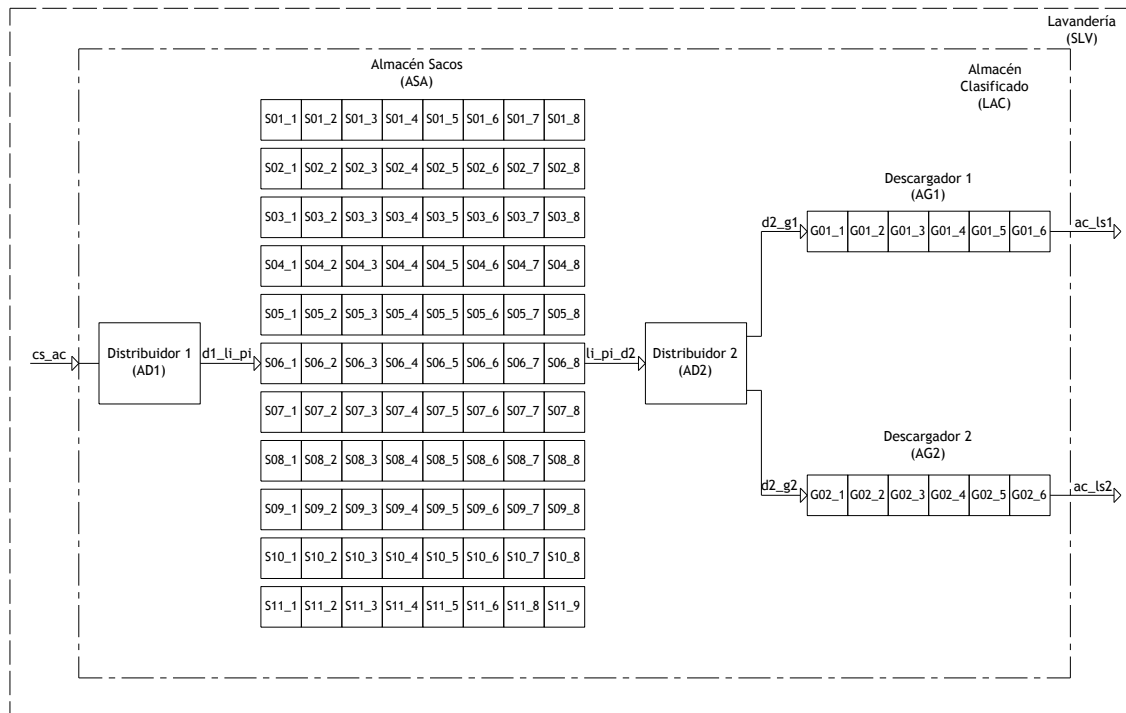 Lavandería
(SLV)
Almacén Sacos
(ASA)
Almacén
Clasificado
(LAC)
S01_1 S01_2 S01_3 S01_4 S01_5 S01_6 S01_7 S01_8
S02_1 S02_2 S02_3 S02_4 S02_5 S02_6 S02_7 S02_8
Descargador 1
(AG1)
S03_1 S03_2 S03_3 S03_4 S03_5 S03_6 S03_7 S03_8
d2_g1
G01_1 G01_2 G01_3 G01_4 G01_5 G01_6
ac_ls1
S04_1 S04_2 S04_3 S04_4 S04_5 S04_6 S04_7 S04_8
S05_1 S05_2 S05_3 S05_4 S05_5 S05_6 S05_7 S05_8
cs_ac
Distribuidor 1
(AD1)
d1_li_pi
S06_1 S06_2 S06_3 S06_4 S06_5 S06_6 S06_7 S06_8
li_pi_d2
Distribuidor 2
(AD2)
S07_1 S07_2 S07_3 S07_4 S07_5 S07_6 S07_7 S07_8
S08_1 S08_2 S08_3 S08_4 S08_5 S08_6 S08_7 S08_8
Descargador 2
(AG2)
d2_g2
G02_1 G02_2 G02_3 G02_4 G02_5 G02_6
ac_ls2
S09_1 S09_2 S09_3 S09_4 S09_5 S09_6 S09_7 S09_8
S10_1 S10_2 S10_3 S10_4 S10_5 S10_6 S10_7 S10_8
S11_1 S11_2 S11_3 S11_4 S11_5 S11_6 S11_8 S11_9